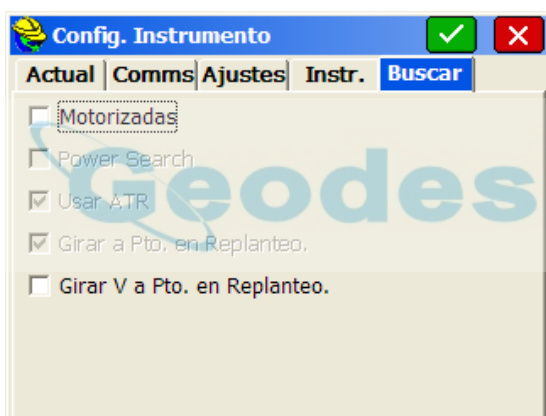 Config. Instrumento
Actual Comms Ajustes Instr. Buscar
Motorizadas
Power Search
Usar ATR
Girar a Pto. en Replanteo.
Girar V a Pto. en Replanteo.
Geodes